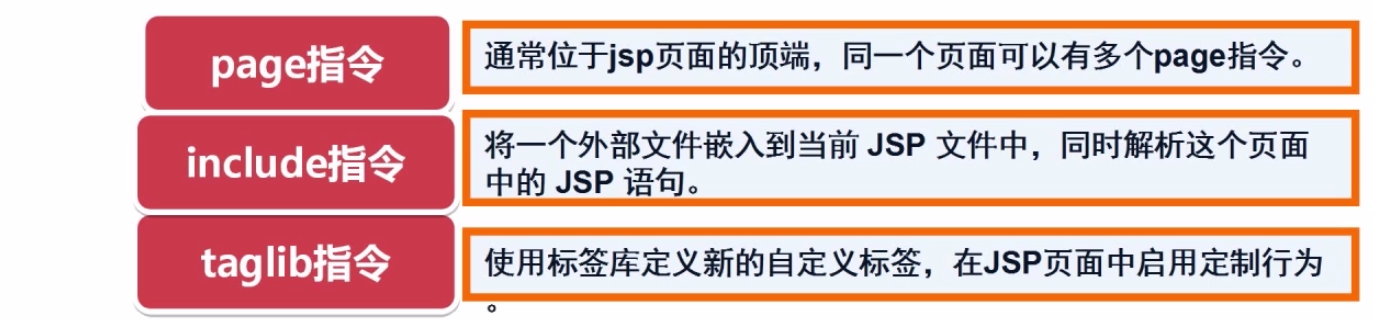 page指令
通常位于jsp页面的顶端，同一个页面可以有多个page指令。
include指令
将一个外部文件嵌入到当前 JSP 文件中，同时解析这个页面
中的 JSP 语句。
taglib指令
使用标签库定义新的自定义标签，在JSP页面中启用定制行为
。